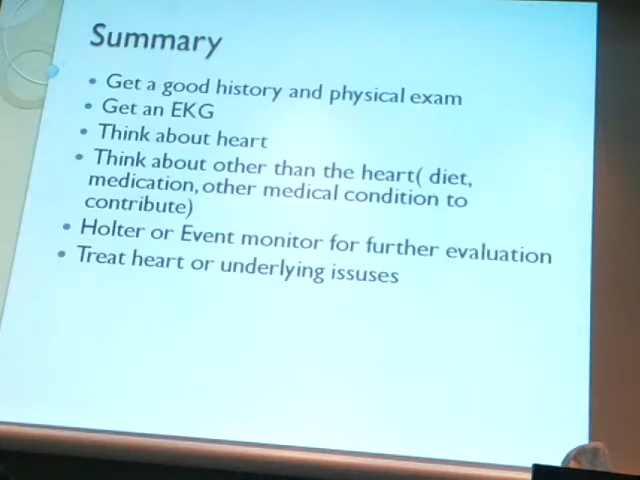 Summary
• Get a good history and physical exam
• Get an EKG
• Think about heart
• Think about other than the heart( diet,
medication, other medical condition to
contribute)
• Holter or Event monitor for further evaluation
• Treat heart or underlying issuses